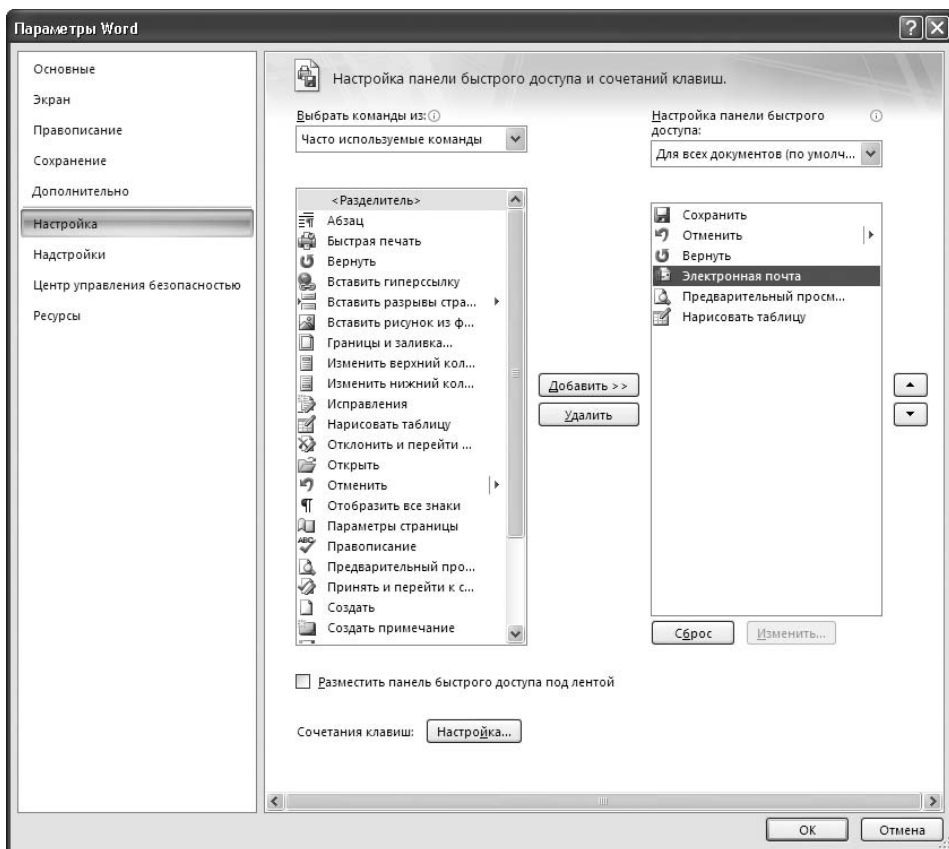 Параметры Word
Основные
Экран
Правописание
Сохранение
Дополнительно
Настройка
Надстройки
Центр управления безопасностью
Ресурсы
Настройка панели быстрого доступа и сочетаний клавиш.
Выбрать команды из:
Часто используемые команды
<Разделитель>
Абзац
Быстрая печать
Вернуть
Вставить гиперссылку
Вставить разрывы стра...
Вставить рисунок из ф...
Границы и заливка...
Изменить верхний кол...
Изменить нижний кол...
Исправления
Нарисовать таблицу
Отклонить и перейти ...
Открыть
Отменить
Отобразить все знаки
Параметры страницы
Правописание
Предварительный про...
Принять и перейти к с...
Создать
Создать примечание
Добавить >>
Удалить
Настройка панели быстрого
доступа:
Для всех документов (по умолч...
Сохранить
Отменить
Вернуть
Электронная почта
Предварительный просм...
Нарисовать таблицу
Сброс
Изменить...
Разместить панель быстрого доступа под лентой
Сочетания клавиш:
Настройка...
ОК
Отмена